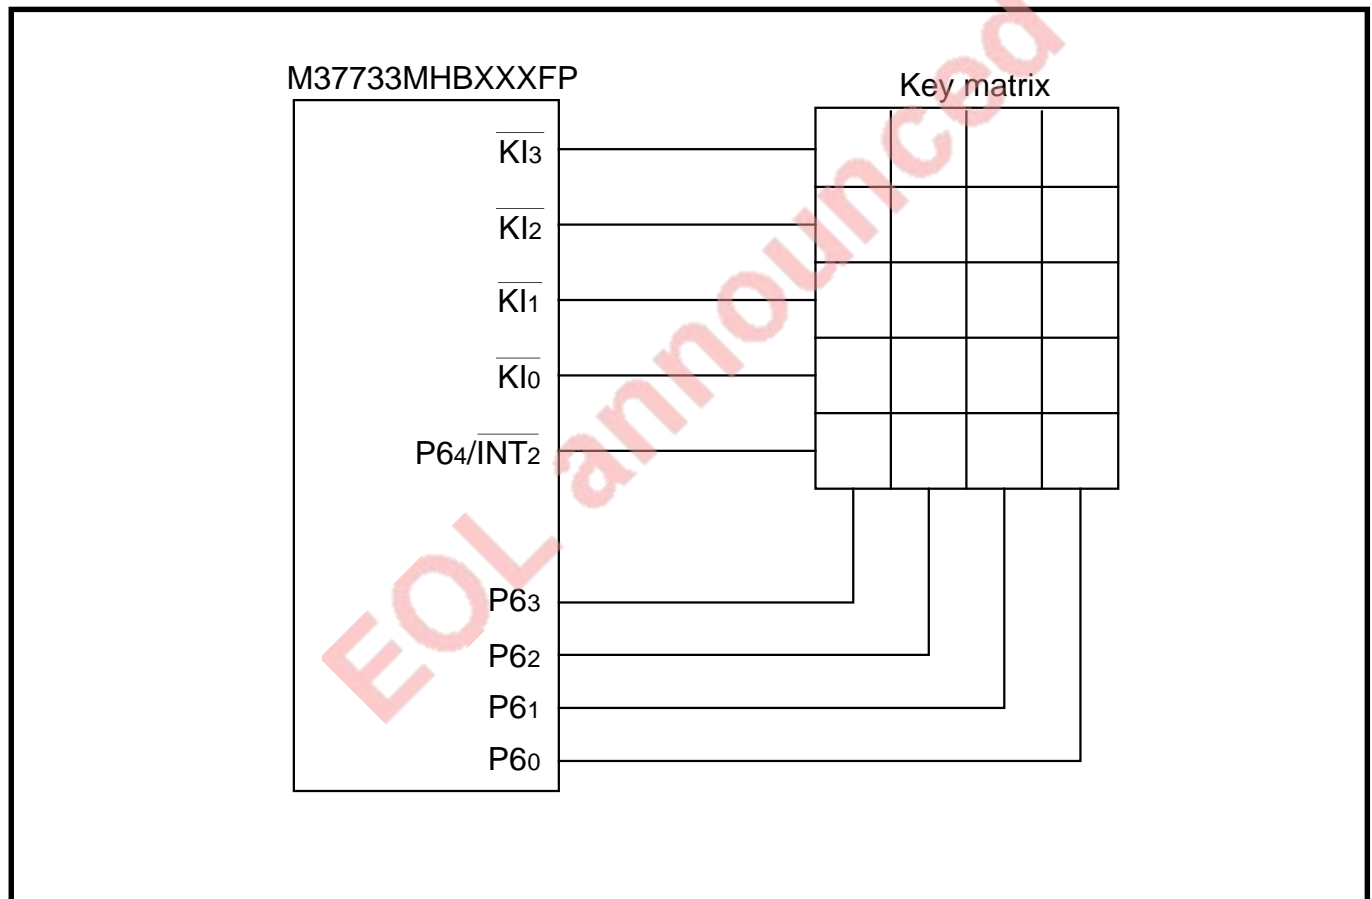 M37733MHBXXXFP
Key matrix
KI3
KI2
KI1
KI0
P64/INT2
P63
P62
P61
P60
EOL announced